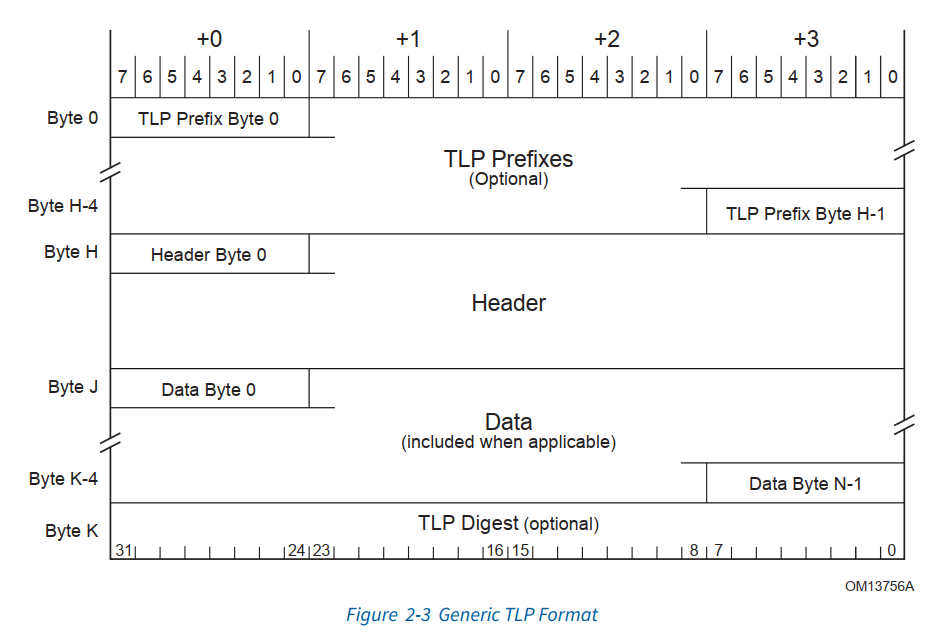 +0 +1 +2 +3
7 6 5 4 3 2 1 0 7 6 5 4 3 2 1 0 7 6 5 4 3 2 1 0 7 6 5 4 3 2 1 0
Byte 0 TLP Prefix Byte 0
TLP Prefixes
(Optional)
Byte H-4 TLP Prefix Byte H-1
Byte H Header Byte 0
Header
Byte J Data Byte 0
Data
(included when applicable)
Byte K-4 Data Byte N-1
TLP Digest (optional)
Byte K
31 24 23 16 15 8 7 0
OM13756A
Figure 2-3 Generic TLP Format